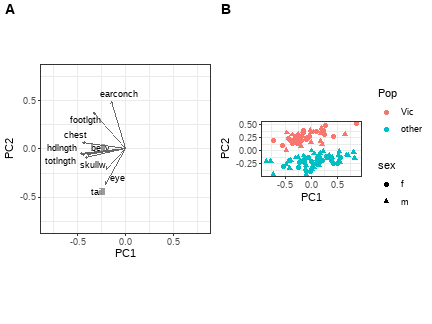 A
B
PC2
0.5
0.0
-0.5
earconch
footlgth
chest
hdlngth
totlngth
skullw
eye
taill
-0.5
0.0
0.5
PC1
PC2
0.50
0.25
0.00
-0.25
-0.5
0.0
0.5
PC1
Pop
Vic
other
sex
f
m